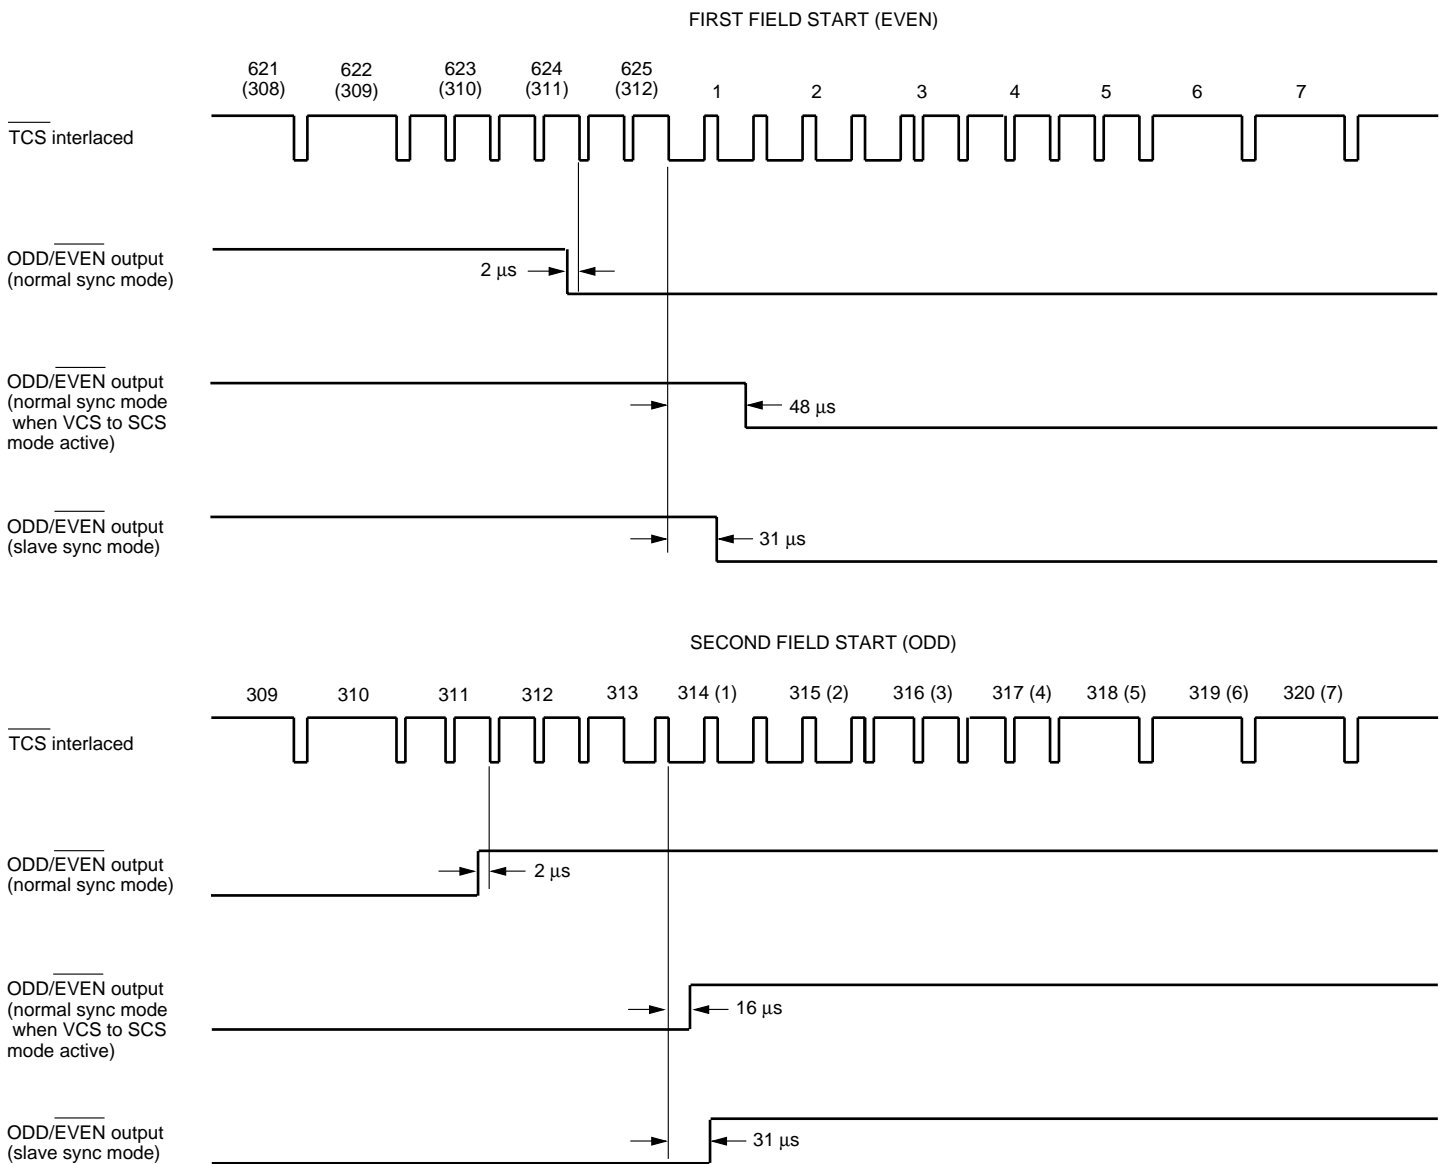 FIRST FIELD START (EVEN)
621 622 623 624 625
(308) (309) (310) (311) (312) 1 2 3 4 5 6 7
TCS interlaced
ODD/EVEN output
(normal sync mode)
2 µs
ODD/EVEN output
(normal sync mode
when VCS to SCS
mode active)
48 µs
ODD/EVEN output
(slave sync mode)
31 µs
SECOND FIELD START (ODD)
309 310 311 312 313 314 (1) 315 (2) 316 (3) 317 (4) 318 (5) 319 (6) 320 (7)
TCS interlaced
ODD/EVEN output
(normal sync mode)
2 µs
ODD/EVEN output
(normal sync mode
when VCS to SCS
mode active)
16 µs
ODD/EVEN output
(slave sync mode)
31 µs